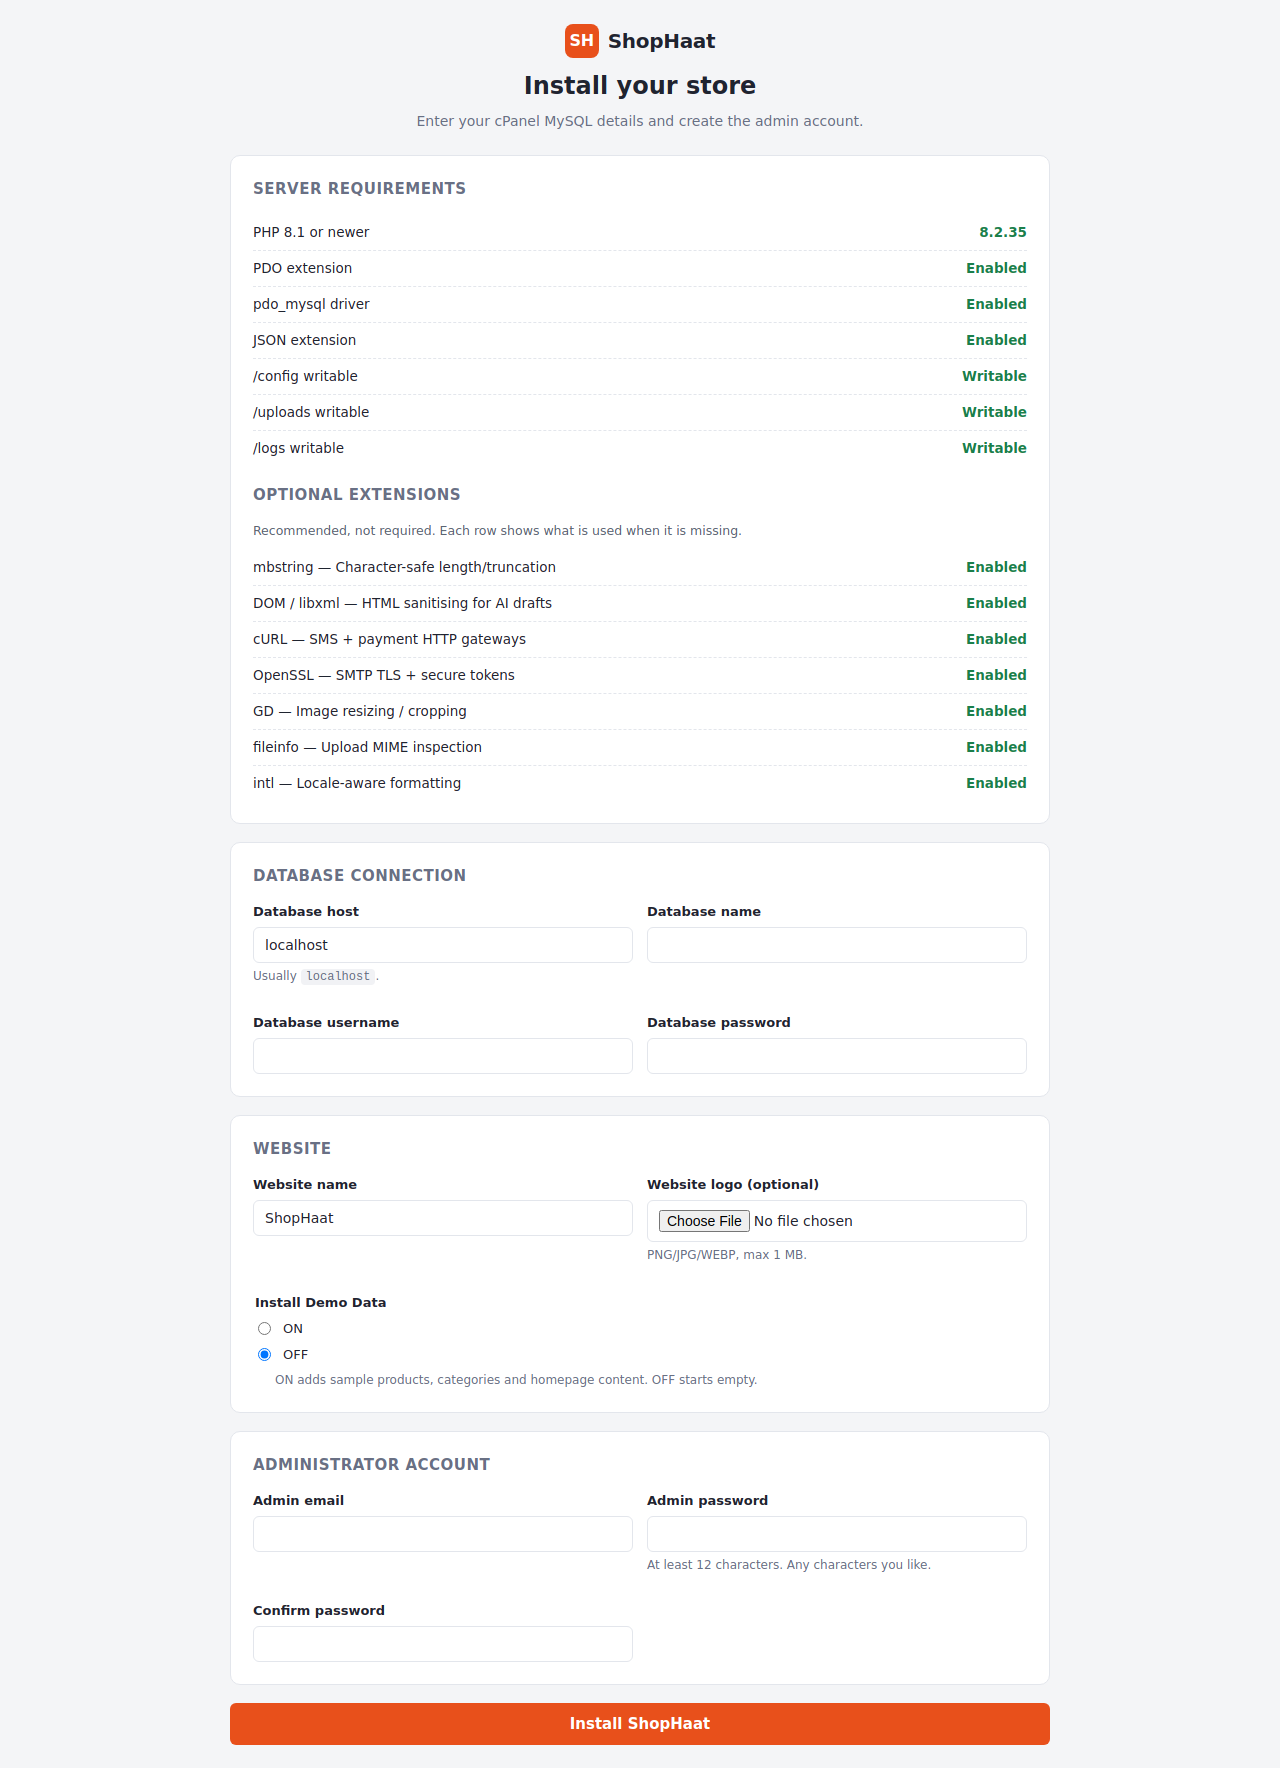 SH ShopHaat
Install your store
Enter your cPanel MySQL details and create the admin account.
SERVER REQUIREMENTS
PHP 8.1 or newer 8.2.35
PDO extension Enabled
pdo_mysql driver Enabled
JSON extension Enabled
/config writable Writable
/uploads writable Writable
/logs writable Writable
OPTIONAL EXTENSIONS
Recommended, not required. Each row shows what is used when it is missing.
mbstring — Character-safe length/truncation Enabled
DOM / libxml — HTML sanitising for AI drafts Enabled
cURL — SMS + payment HTTP gateways Enabled
OpenSSL — SMTP TLS + secure tokens Enabled
GD — Image resizing / cropping Enabled
fileinfo — Upload MIME inspection Enabled
intl — Locale-aware formatting Enabled
DATABASE CONNECTION
Database host Database name
localhost
Usually localhost.
Database username Database password
WEBSITE
Website name Website logo (optional)
ShopHaat Choose File No file chosen
PNG/JPG/WEBP, max 1 MB.
Install Demo Data
ON
OFF
ON adds sample products, categories and homepage content. OFF starts empty.
ADMINISTRATOR ACCOUNT
Admin email Admin password
At least 12 characters. Any characters you like.
Confirm password
Install ShopHaat